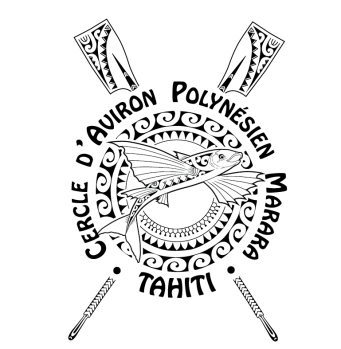 CERCLE D'AVIRON POLYNÉSIEN MARARA
• TAHITI •